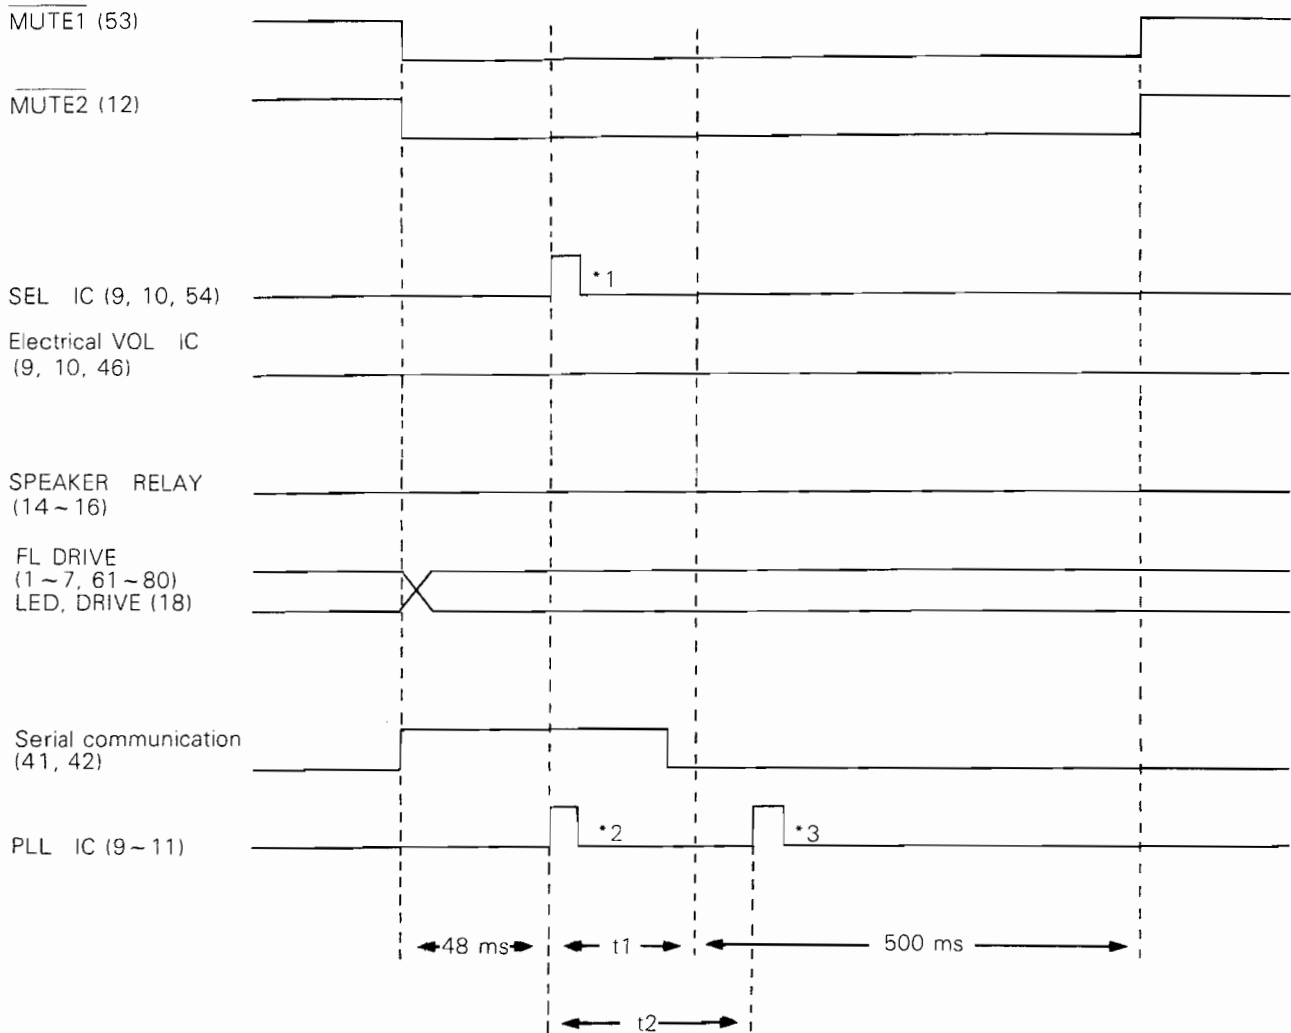 MUTE1 (53)
MUTE2 (12)
*1
SEL IC (9, 10, 54)
Electrical VOL IC
(9, 10, 46)
SPEAKER RELAY
(14~16)
FL DRIVE
(1~7, 61~80)
LED, DRIVE (18)
Serial communication
(41, 42)
PLL IC (9~11)
*2
*3
48 ms
t1
500 ms
t2